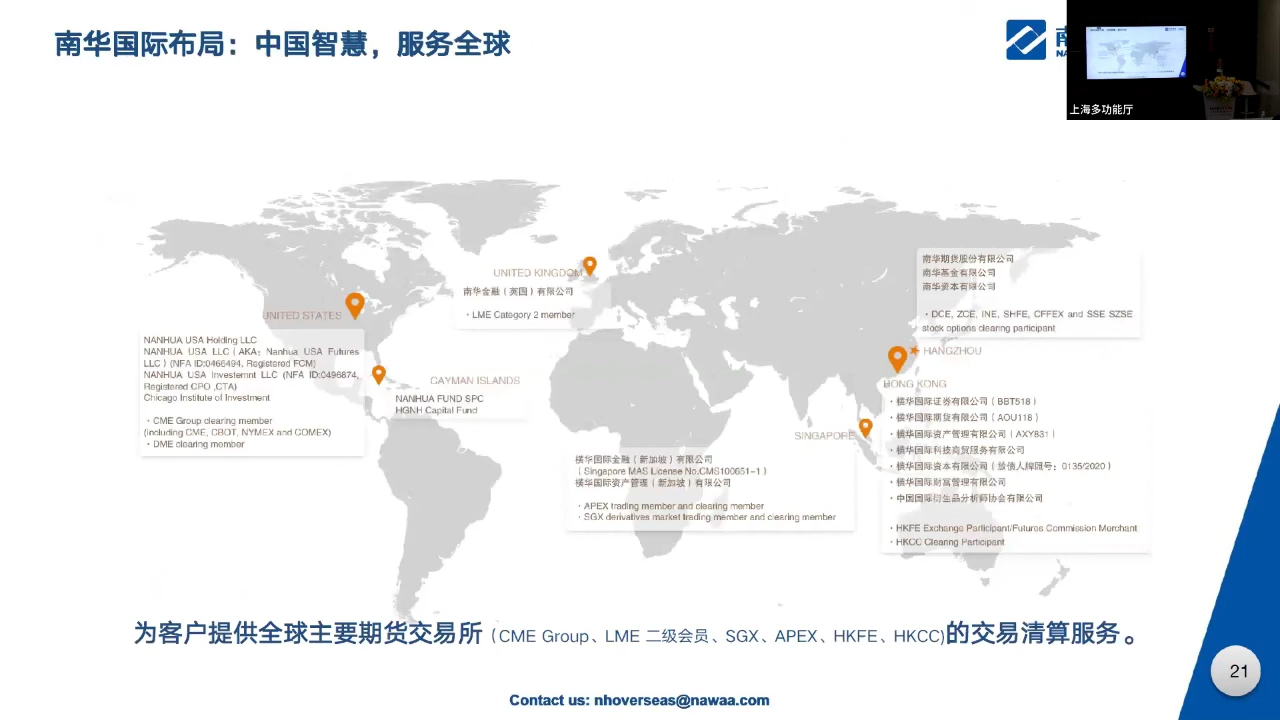 南华国际布局：中国智慧，服务全球
上海多功能厅
UNITED KINGDOM
南华金融（英国）有限公司
· LME Category 2 member
南华期货股份有限公司
南华基金有限公司
南华资本有限公司
· DCE, ZCE, INE, SHFE, CFFEX and SSE SZSE
stock options clearing participant
UNITED STATES
NANHUA USA Holding LLC
NANHUA USA LLC（AKA：Nanhua USA Futures
LLC）(NFA ID:0466494, Registered FCM)
NANHUA USA Investemnt LLC (NFA ID:0496874,
Registered CPO ,CTA)
Chicago Institute of Investment
· CME Group clearing member
(Including CME, CBOT, NYMEX and COMEX)
· DME clearing member
CAYMAN ISLANDS
NANHUA FUND SPC
HGNH Capital Fund
HANGZHOU
HONG KONG
· 横华国际证券有限公司（BBT518）
· 横华国际期货有限公司（AOU118）
· 横华国际资产管理有限公司（AXY831）
· 横华国际科技商贸服务有限公司
· 横华国际资本有限公司（放债人牌照号：0135/2020）
· 横华国际财富管理有限公司
· 中国国际衍生品分析师协会有限公司
· HKFE Exchange Participant/Futures Commission Merchant
· HKCC Clearing Participant
SINGAPORE
横华国际金融（新加坡）有限公司
（Singapore MAS License No.CMS100651-1）
横华国际资产管理（新加坡）有限公司
· APEX trading member and clearing member
· SGX derivatives market trading member and clearing member
为客户提供全球主要期货交易所（CME Group、LME 二级会员、SGX、APEX、HKFE、HKCC)的交易清算服务。
21
Contact us: nhoverseas@nawaa.com